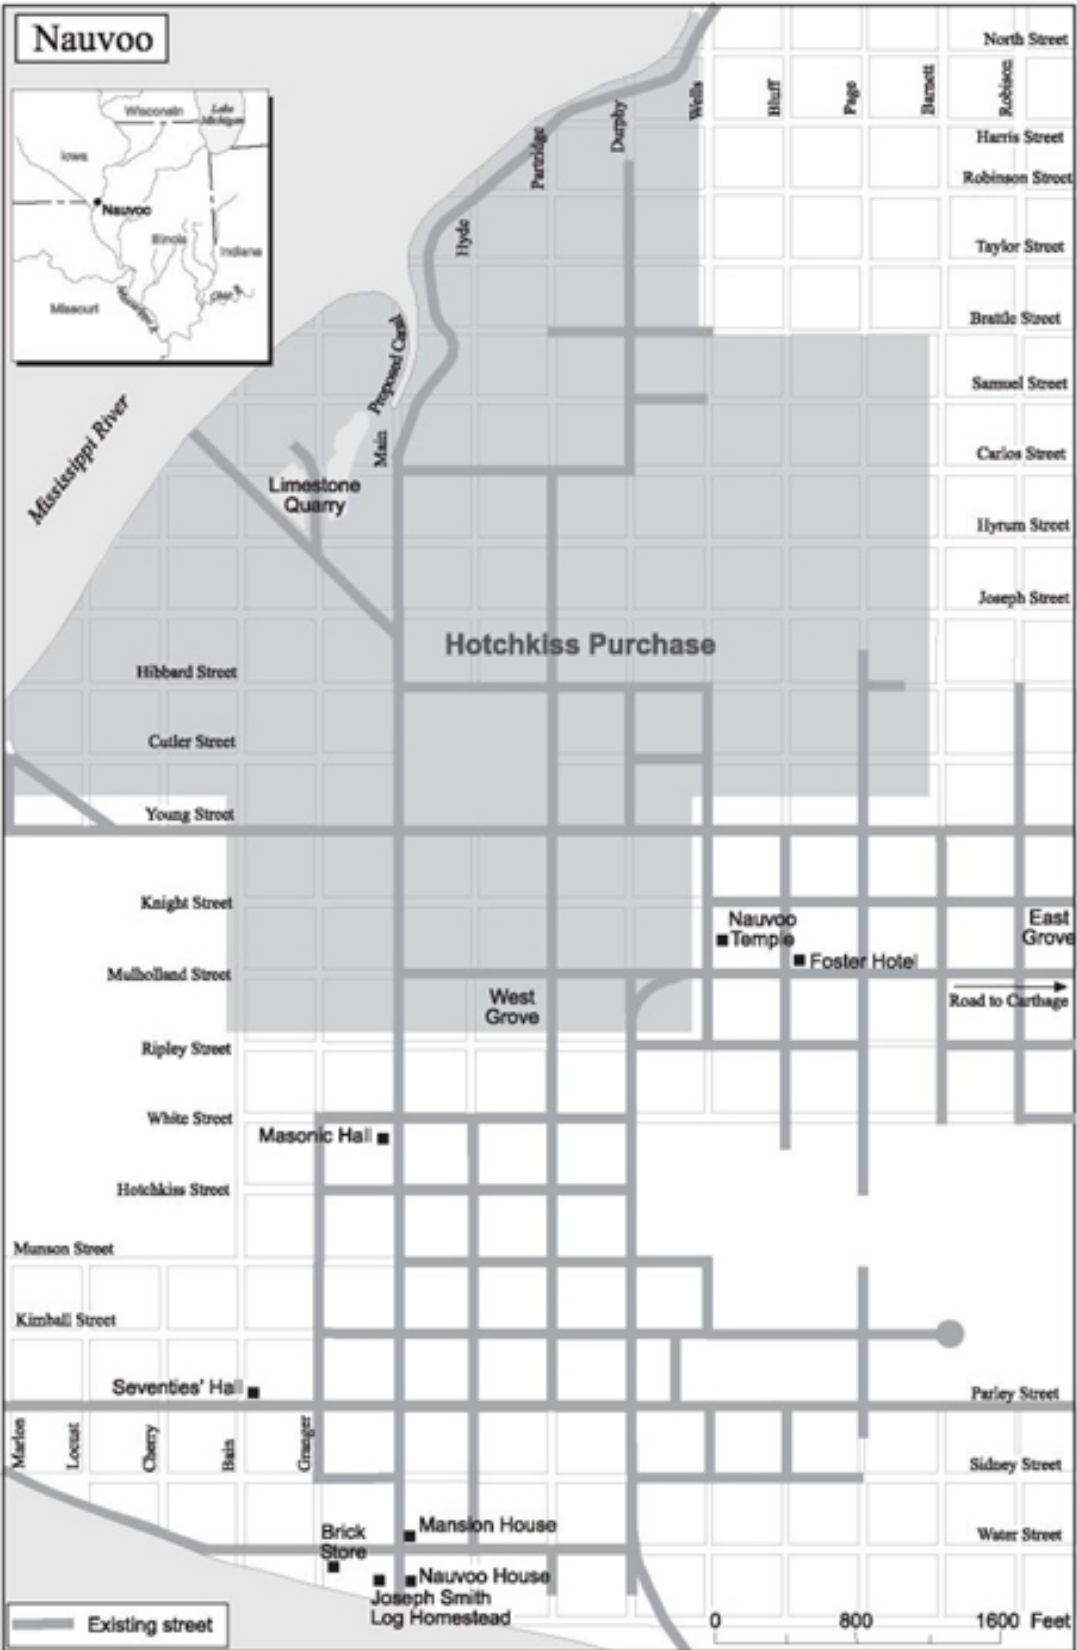 Nauvoo
North Street
Wells
Bluff
Page
Barnett
Robison
Durphy
Partridge
Harris Street
Robinson Street
Hyde
Taylor Street
Brattle Street
Samuel Street
Carlos Street
Hyrum Street
Joseph Street
Wisconsin
Lake
Michigan
Iowa
Nauvoo
Illinois
Indiana
Missouri
Mississippi R
Ohio R
Mississippi River
Proposed Canal
Main
Limestone
Quarry
Hotchkiss Purchase
Hibbard Street
Cutler Street
Young Street
Knight Street
Nauvoo
Temple
East
Grove
Foster Hotel
Mulholland Street
West
Grove
Road to Carthage
Ripley Street
White Street
Masonic Hall
Hotchkiss Street
Munson Street
Kimball Street
Seventies' Hall
Parley Street
Marion
Locust
Cherry
Bain
Granger
Sidney Street
Mansion House
Water Street
Brick
Store
Nauvoo House
Joseph Smith
Log Homestead
Existing street
0 800 1600 Feet